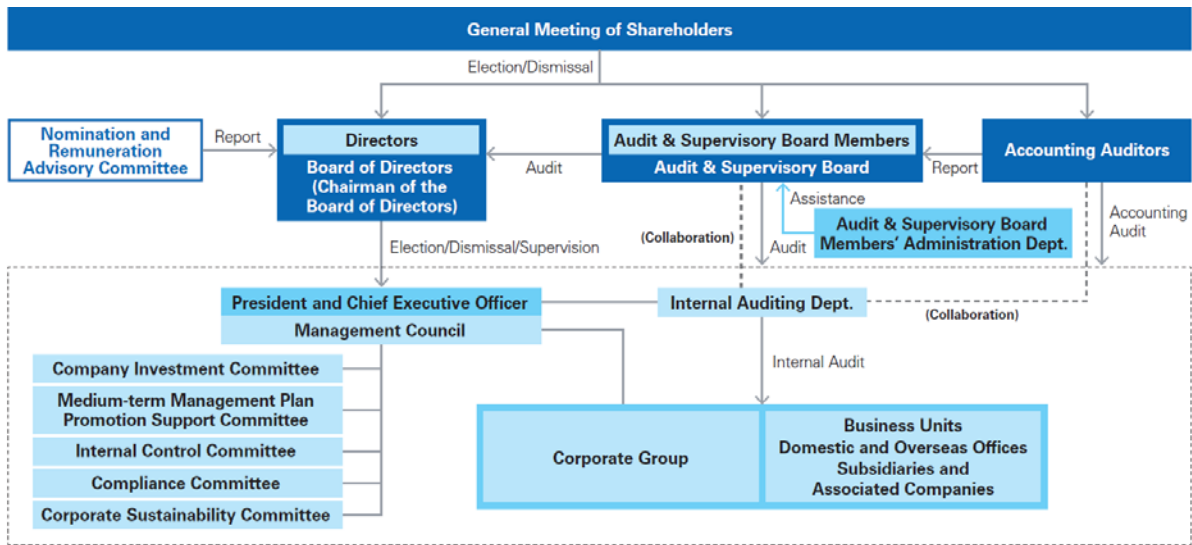 General Meeting of Shareholders
Election/Dismissal
Nomination and
Remuneration
Advisory Committee
Report
Directors
Board of Directors
(Chairman of the
Board of Directors)
Audit
Audit & Supervisory Board Members
Audit & Supervisory Board
Report
Accounting Auditors
Assistance
Audit & Supervisory Board
Members' Administration Dept.
Accounting
Audit
Election/Dismissal/Supervision
(Collaboration)
Audit
President and Chief Executive Officer
Management Council
Internal Auditing Dept.
(Collaboration)
Internal Audit
Company Investment Committee
Medium-term Management Plan
Promotion Support Committee
Internal Control Committee
Compliance Committee
Corporate Sustainability Committee
Corporate Group
Business Units
Domestic and Overseas Offices
Subsidiaries and
Associated Companies